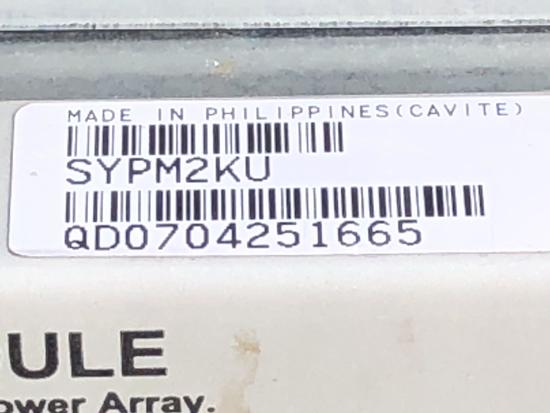 MADE IN PHILIPPINES(CAVITE)
SYPM2KU
QD0704251665
ULE
ower Array.